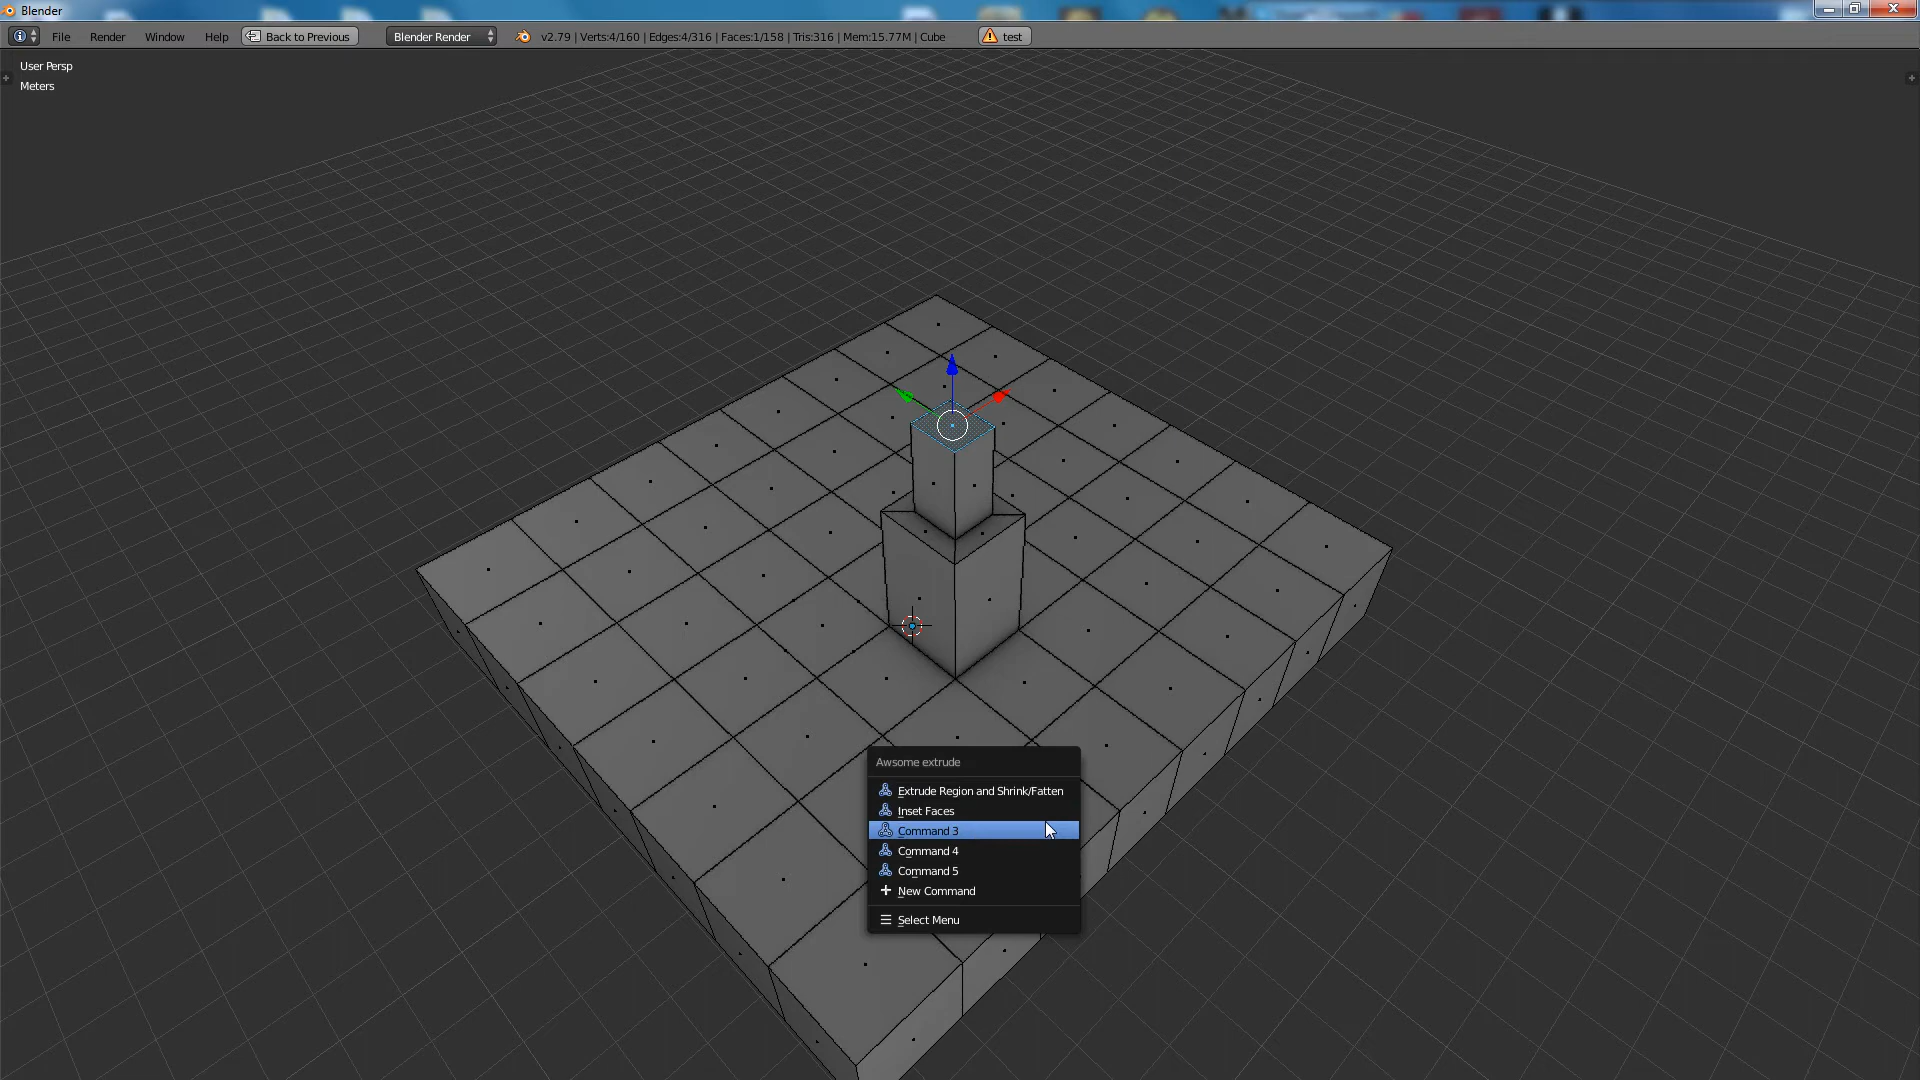 Blender
File Render Window Help Back to Previous Blender Render v2.79 | Verts:4/160 | Edges:4/316 | Faces:1/158 | Tris:316 | Mem:15.77M | Cube test
User Persp
Meters
Awsome extrude
Extrude Region and Shrink/Fatten
Inset Faces
Command 3
Command 4
Command 5
New Command
Select Menu